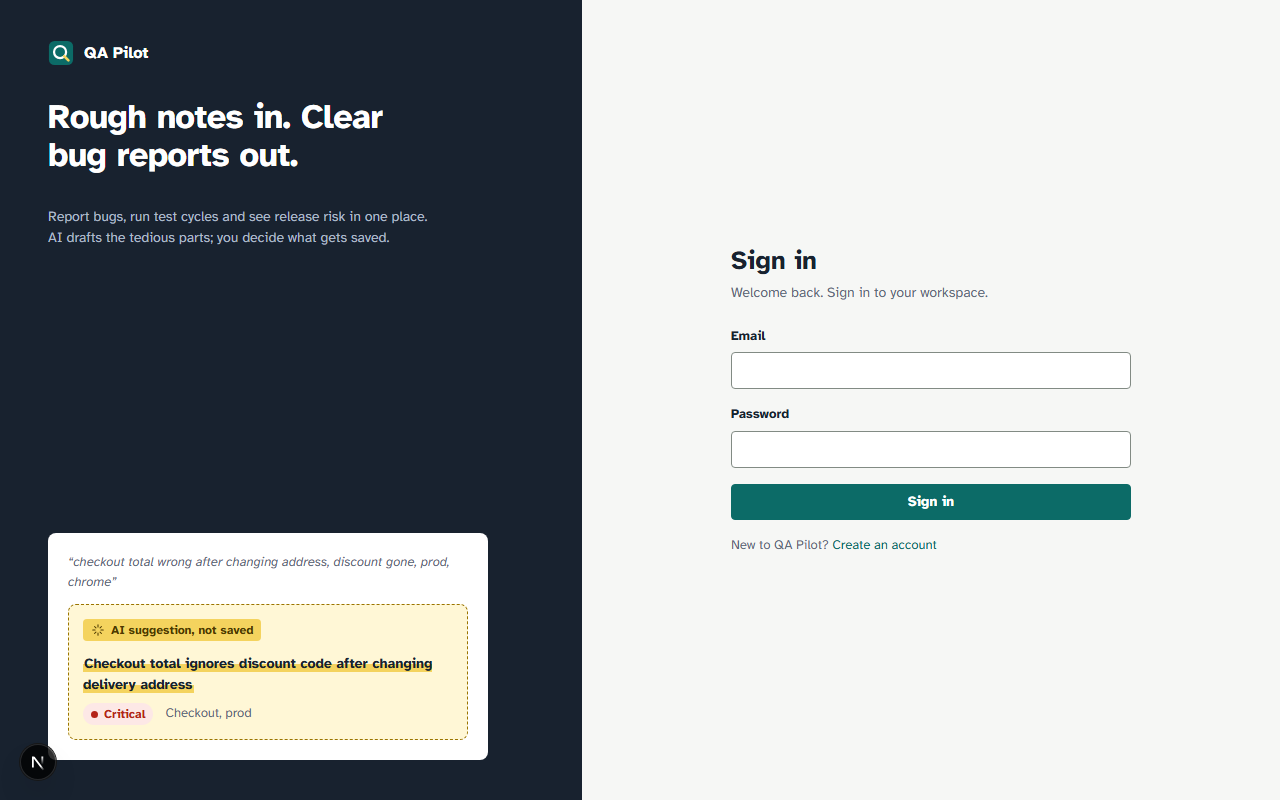 QA Pilot
Rough notes in. Clear
bug reports out.
Report bugs, run test cycles and see release risk in one place.
AI drafts the tedious parts; you decide what gets saved.
“checkout total wrong after changing address, discount gone, prod,
chrome”
AI suggestion, not saved
Checkout total ignores discount code after changing
delivery address
Critical
Checkout, prod
N
Sign in
Welcome back. Sign in to your workspace.
Email
Password
Sign in
New to QA Pilot? Create an account